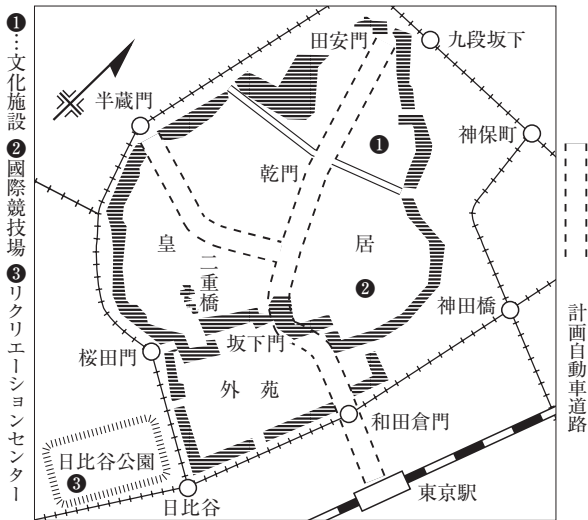 ❶…文化施設 ❷國際競技場 ❸リクリエーションセンター
田安門
九段坂下
半蔵門
神保町
❶
乾門
皇
居
二重橋
❷
神田橋
坂下門
桜田門
外苑
和田倉門
日比谷公園
❸
日比谷
東京駅
計画自動車道路